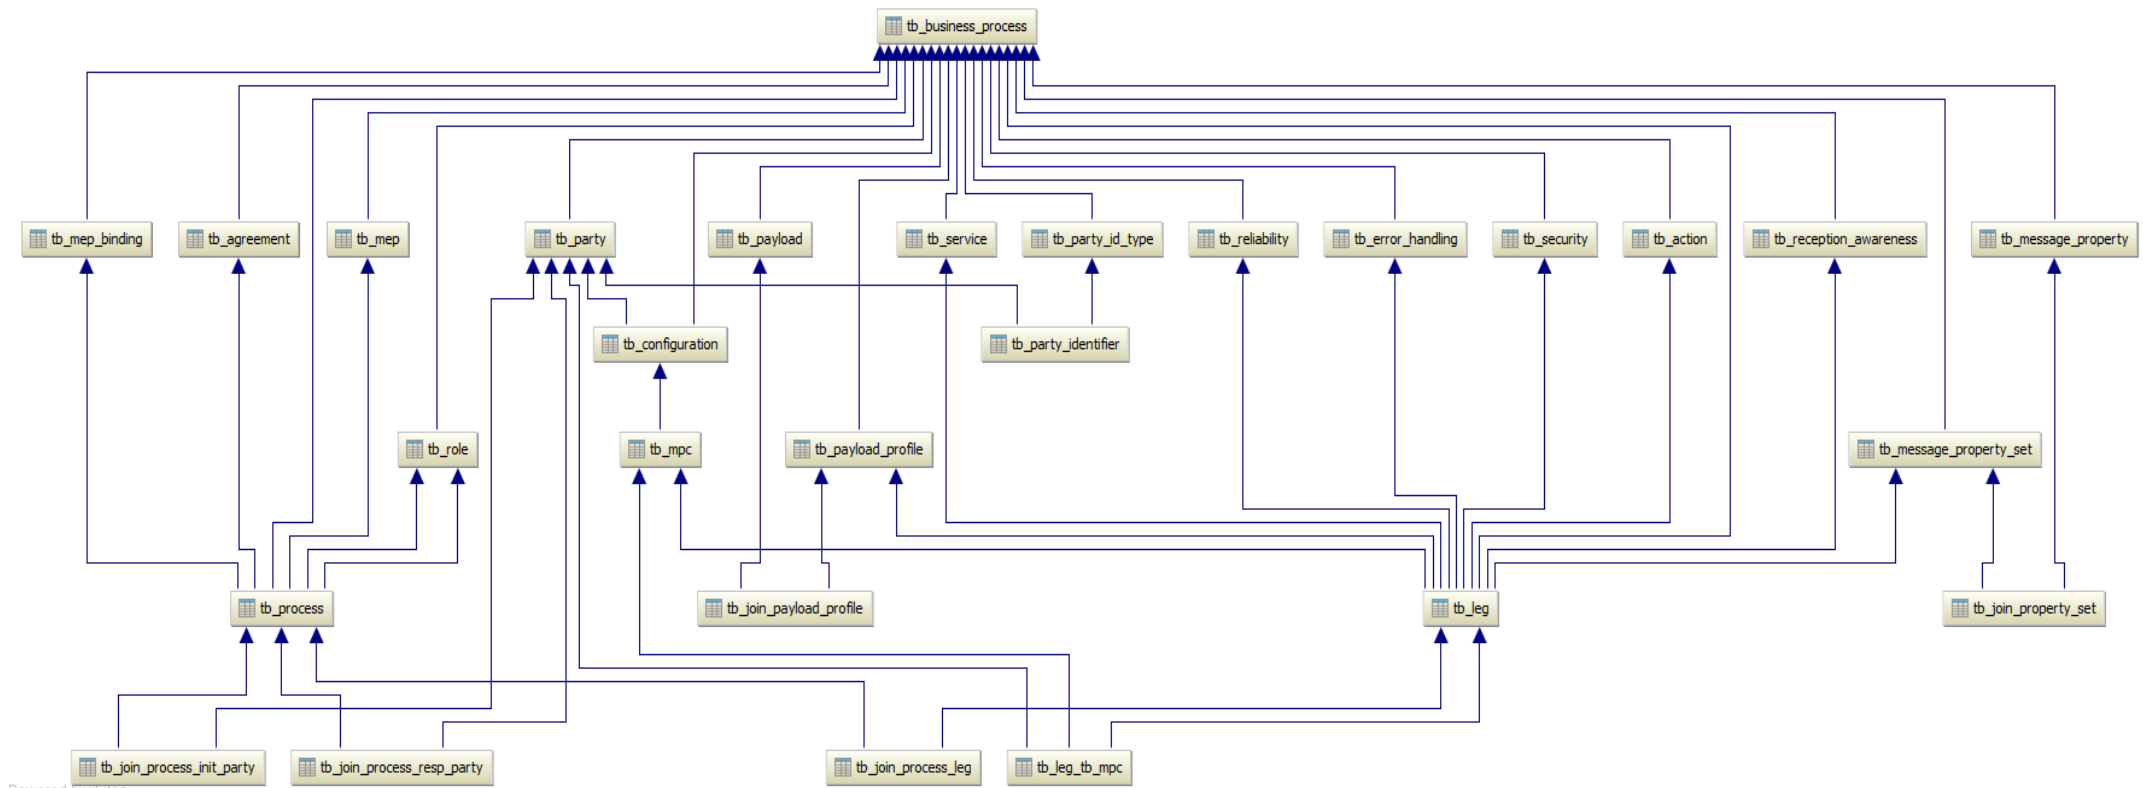 tb_business_process
tb_mep_binding
tb_agreement
tb_mep
tb_party
tb_payload
tb_service
tb_party_id_type
tb_reliability
tb_error_handling
tb_security
tb_action
tb_reception_awareness
tb_message_property
tb_configuration
tb_party_identifier
tb_role
tb_mpc
tb_payload_profile
tb_message_property_set
tb_process
tb_join_payload_profile
tb_leg
tb_join_property_set
tb_join_process_init_party
tb_join_process_resp_party
tb_join_process_leg
tb_leg_tb_mpc